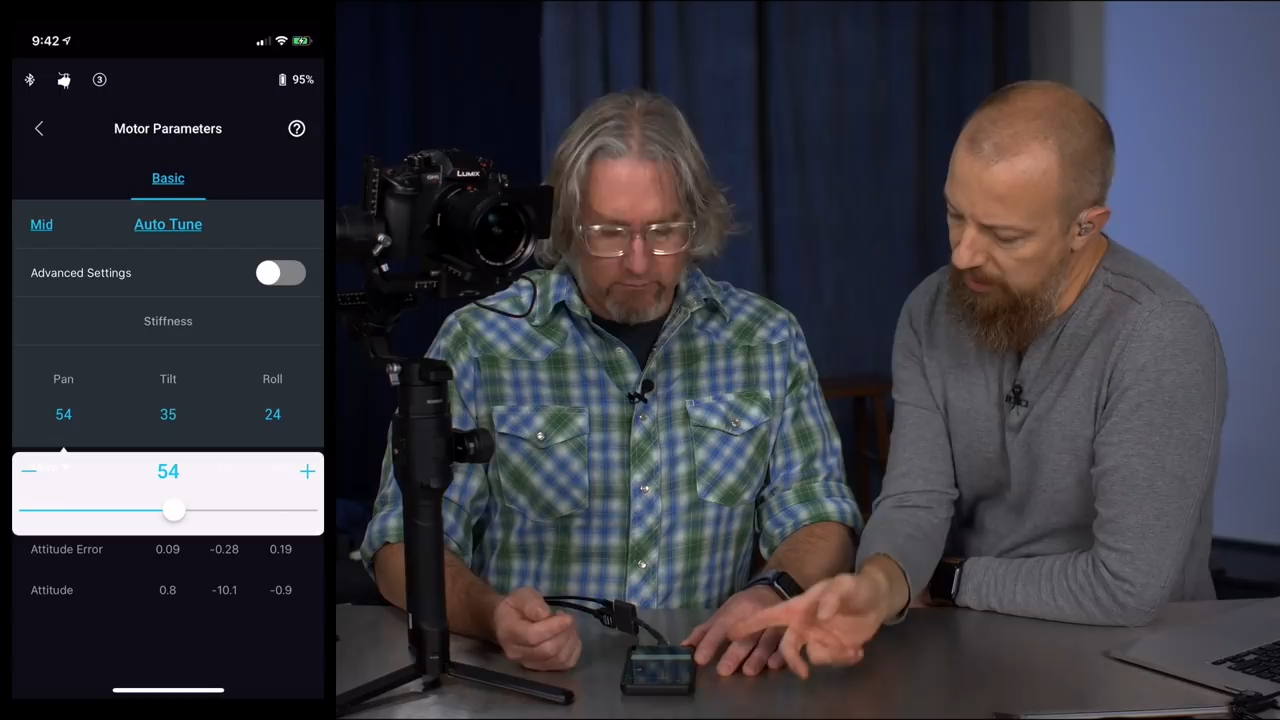 9:42
3
95%
Motor Parameters
?
Basic
Mid Auto Tune
Advanced Settings
Stiffness
Pan Tilt Roll
54 35 24
54
Attitude Error 0.09 -0.28 0.19
Attitude 0.8 -10.1 -0.9
LUMIX